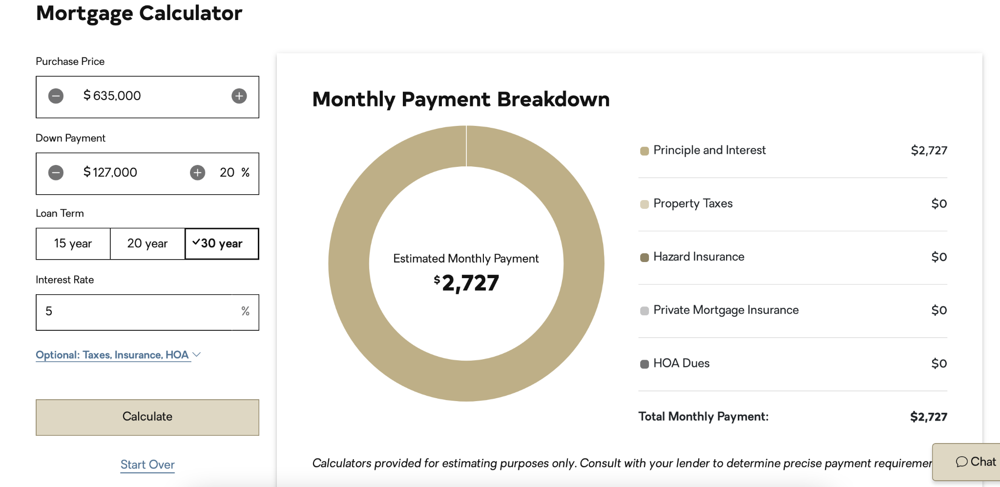 Mortgage Calculator
Purchase Price
$ 635,000
Down Payment
$ 127,000 20 %
Loan Term
15 year 20 year 30 year
Interest Rate
5 %
Optional: Taxes, Insurance, HOA
Calculate
Start Over
Monthly Payment Breakdown
Estimated Monthly Payment
$2,727
Principle and Interest $2,727
Property Taxes $0
Hazard Insurance $0
Private Mortgage Insurance $0
HOA Dues $0
Total Monthly Payment: $2,727
Calculators provided for estimating purposes only. Consult with your lender to determine precise payment
Chat